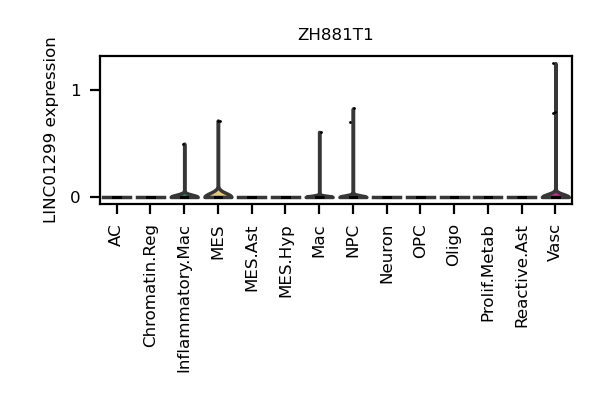 ZH881T1
LINC01299 expression
1
0
AC
Chromatin.Reg
Inflammatory.Mac
MES
MES.Ast
MES.Hyp
Mac
NPC
Neuron
OPC
Oligo
Prolif.Metab
Reactive.Ast
Vasc